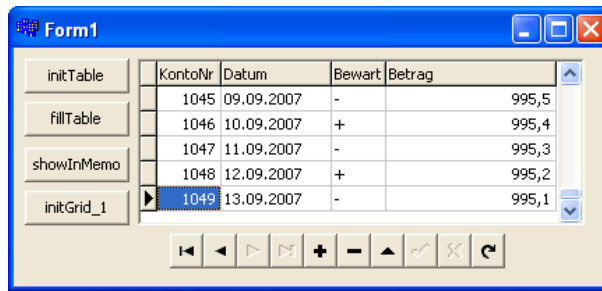 Form1
initTable
fillTable
showInMemo
initGrid_1
KontoNr Datum Bewart Betrag
1045 09.09.2007 - 995,5
1046 10.09.2007 + 995,4
1047 11.09.2007 - 995,3
1048 12.09.2007 + 995,2
1049 13.09.2007 - 995,1